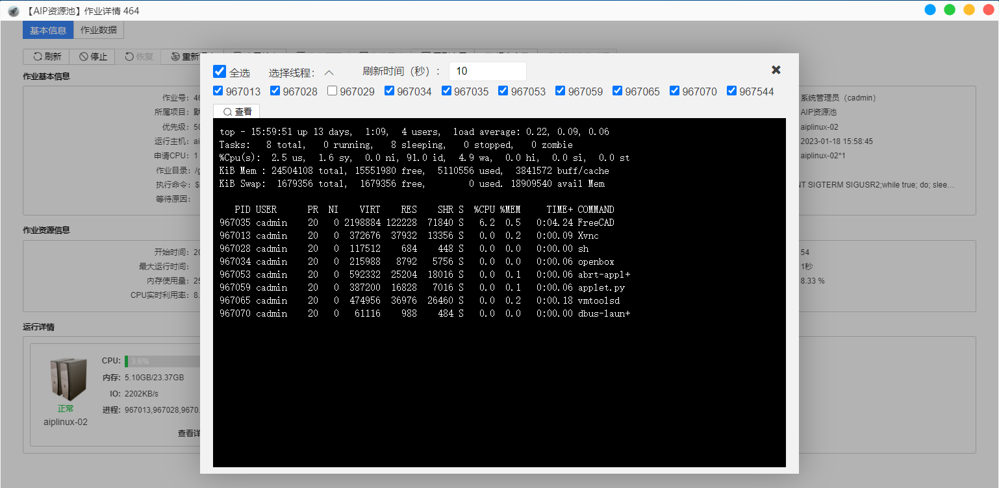 【AIP资源池】作业详情 464
基本信息 作业数据
刷新 停止 恢复 重新
作业基本信息
作业号： 46
所属项目：
优先级： 50
运行主机： ai
申请CPU： 1
作业目录： /g
执行命令： $
等待原因：
系统管理员（cadmin）
AIP资源池
aiplinux-02
2023-01-18 15:58:45
aiplinux-02*1
NT SIGTERM SIGUSR2;while true; do; slee…
作业资源信息
开始时间： 20
最大运行时间：
内存使用量： 25
CPU实时利用率： 8.
54
1秒
8.33 %
运行详情
CPU: 3.6%
内存: 5.10GB/23.37GB
IO: 2202KB/s
进程: 967013,967028,9670.
正常
aiplinux-02
查看详
全选 选择线程： 刷新时间（秒）： 10
967013 967028 967029 967034 967035 967053 967059 967065 967070 967544
查看
top - 15:59:51 up 13 days,  1:09,  4 users,  load average: 0.22, 0.09, 0.06
Tasks:   8 total,   0 running,   8 sleeping,   0 stopped,   0 zombie
%Cpu(s):  2.5 us,  1.6 sy,  0.0 ni, 91.0 id,  4.9 wa,  0.0 hi,  0.0 si,  0.0 st
KiB Mem : 24504108 total, 15551980 free,  5110556 used,  3841572 buff/cache
KiB Swap:  1679356 total,  1679356 free,        0 used. 18909540 avail Mem
PID USER      PR  NI    VIRT    RES    SHR S  %CPU %MEM     TIME+ COMMAND
967035 cadmin    20   0 2198884 122228  71840 S   6.2  0.5   0:04.24 FreeCAD
967013 cadmin    20   0  372676  37932  13356 S   0.0  0.2   0:00.09 Xvnc
967028 cadmin    20   0  117512    684    448 S   0.0  0.0   0:00.00 sh
967034 cadmin    20   0  215988   8792   5756 S   0.0  0.0   0:00.06 openbox
967053 cadmin    20   0  592332  25204  18016 S   0.0  0.1   0:00.06 abrt-appl+
967059 cadmin    20   0  387200  16828   7016 S   0.0  0.1   0:00.06 applet.py
967065 cadmin    20   0  474956  36976  26460 S   0.0  0.2   0:00.18 vmtoolsd
967070 cadmin    20   0   61116    988    484 S   0.0  0.0   0:00.00 dbus-laun+